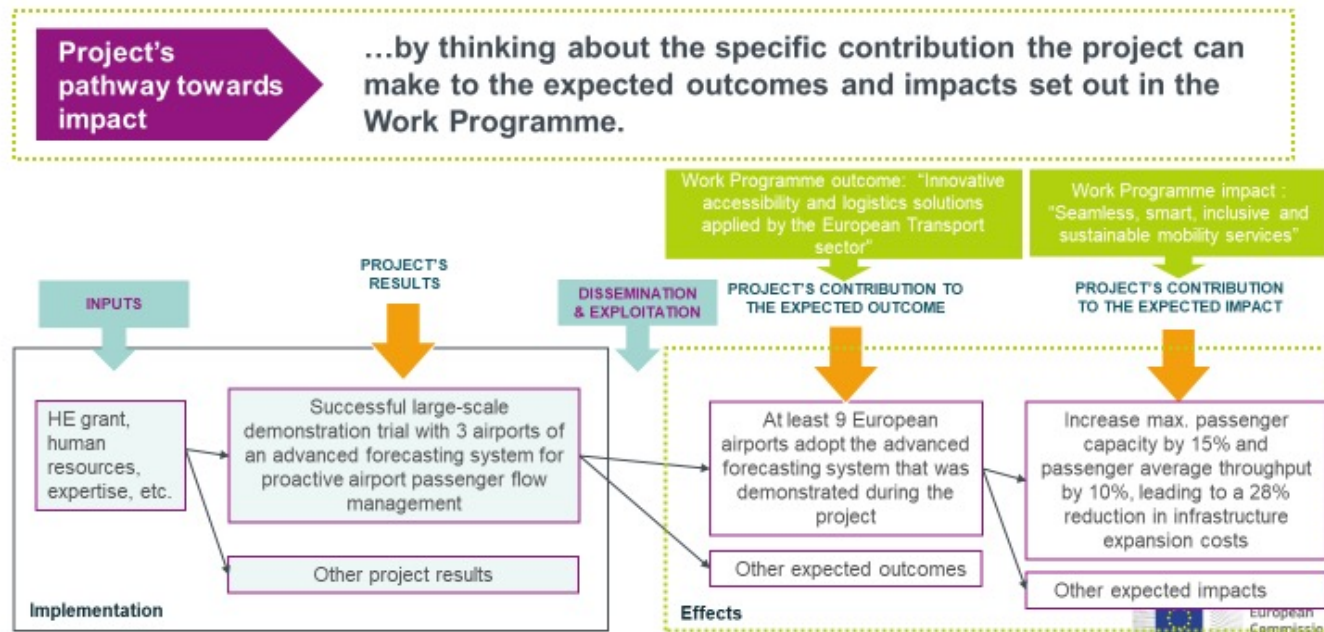 Project's
pathway towards
impact
…by thinking about the specific contribution the project can
make to the expected outcomes and impacts set out in the
Work Programme.
Work Programme outcome: "Innovative
accessibility and logistics solutions
applied by the European Transport
sector"
Work Programme impact :
"Seamless, smart, inclusive and
sustainable mobility services"
INPUTS
PROJECT'S
RESULTS
DISSEMINATION
& EXPLOITATION
PROJECT'S CONTRIBUTION TO
THE EXPECTED OUTCOME
PROJECT'S CONTRIBUTION
TO THE EXPECTED IMPACT
HE grant,
human
resources,
expertise, etc.
Successful large-scale
demonstration trial with 3 airports of
an advanced forecasting system for
proactive airport passenger flow
management
Other project results
Implementation
At least 9 European
airports adopt the advanced
forecasting system that was
demonstrated during the
project
Other expected outcomes
Increase max. passenger
capacity by 15% and
passenger average throughput
by 10%, leading to a 28%
reduction in infrastructure
expansion costs
Other expected impacts
Effects
European
Commissi